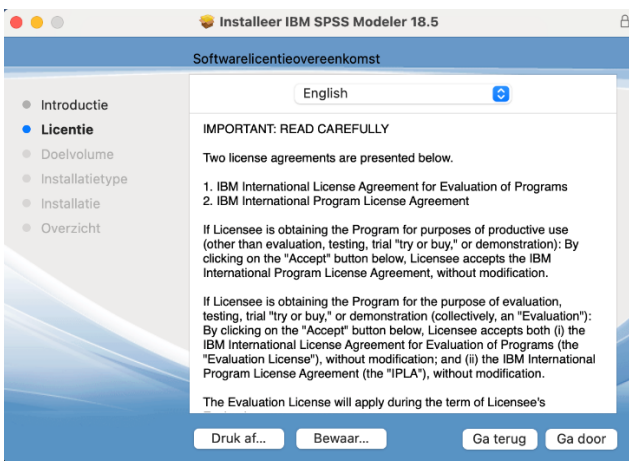 Installeer IBM SPSS Modeler 18.5
Softwarelicentieovereenkomst
Introductie
Licentie
Doelvolume
Installatietype
Installatie
Overzicht
English
IMPORTANT: READ CAREFULLY
Two license agreements are presented below.
1. IBM International License Agreement for Evaluation of Programs
2. IBM International Program License Agreement
If Licensee is obtaining the Program for purposes of productive use
(other than evaluation, testing, trial "try or buy," or demonstration): By
clicking on the "Accept" button below, Licensee accepts the IBM
International Program License Agreement, without modification.
If Licensee is obtaining the Program for the purpose of evaluation,
testing, trial "try or buy," or demonstration (collectively, an "Evaluation"):
By clicking on the "Accept" button below, Licensee accepts both (i) the
IBM International License Agreement for Evaluation of Programs (the
"Evaluation License"), without modification; and (ii) the IBM International
Program License Agreement (the "IPLA"), without modification.
The Evaluation License will apply during the term of Licensee's
Druk af...
Bewaar...
Ga terug
Ga door